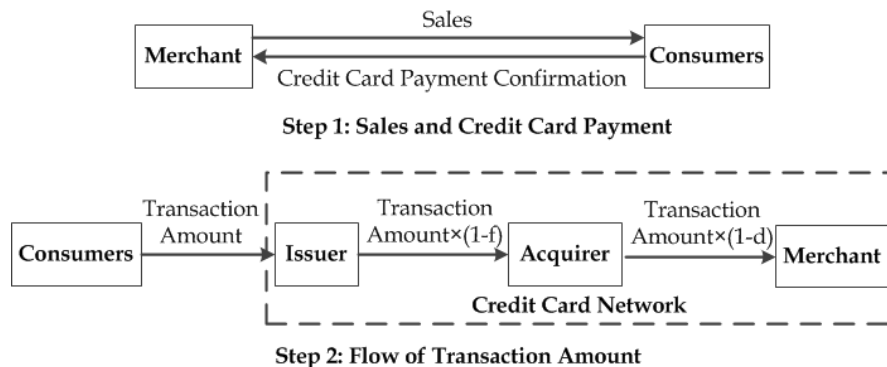 Sales
Merchant
Consumers
Credit Card Payment Confirmation
Step 1: Sales and Credit Card Payment
Transaction
Amount
Transaction
Amount×(1-f)
Transaction
Amount×(1-d)
Consumers
Issuer
Acquirer
Merchant
Credit Card Network
Step 2: Flow of Transaction Amount